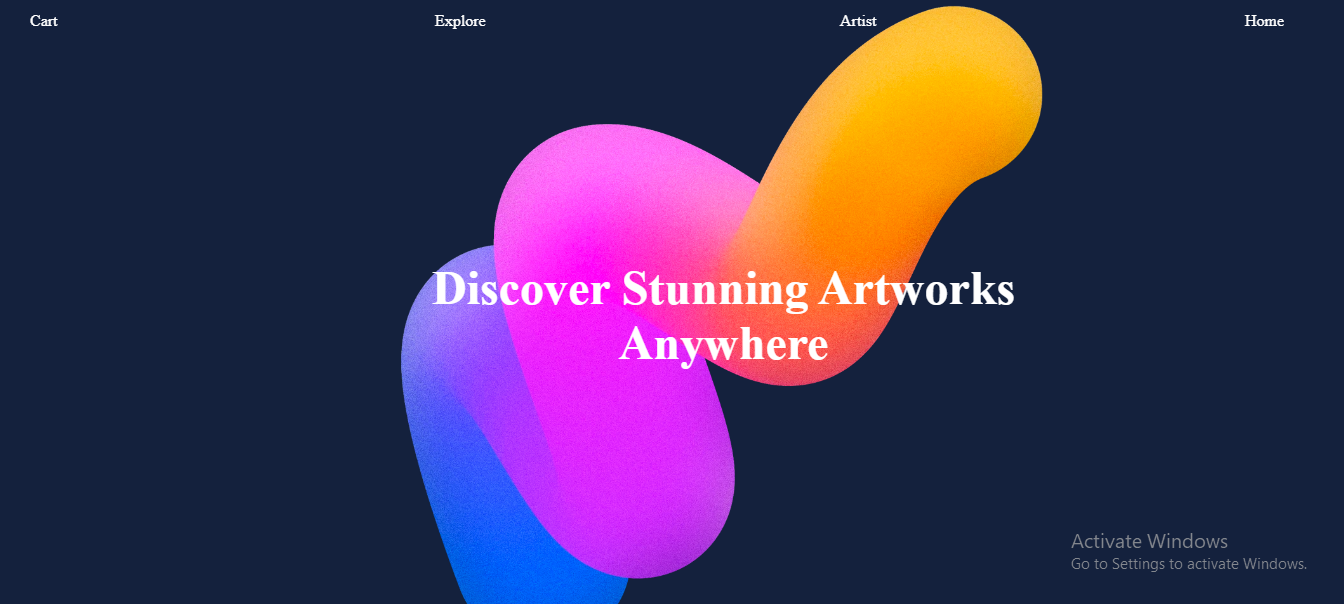 Cart
Explore
Artist
Home
Discover Stunning Artworks
Anywhere
Activate Windows
Go to Settings to activate Windows.